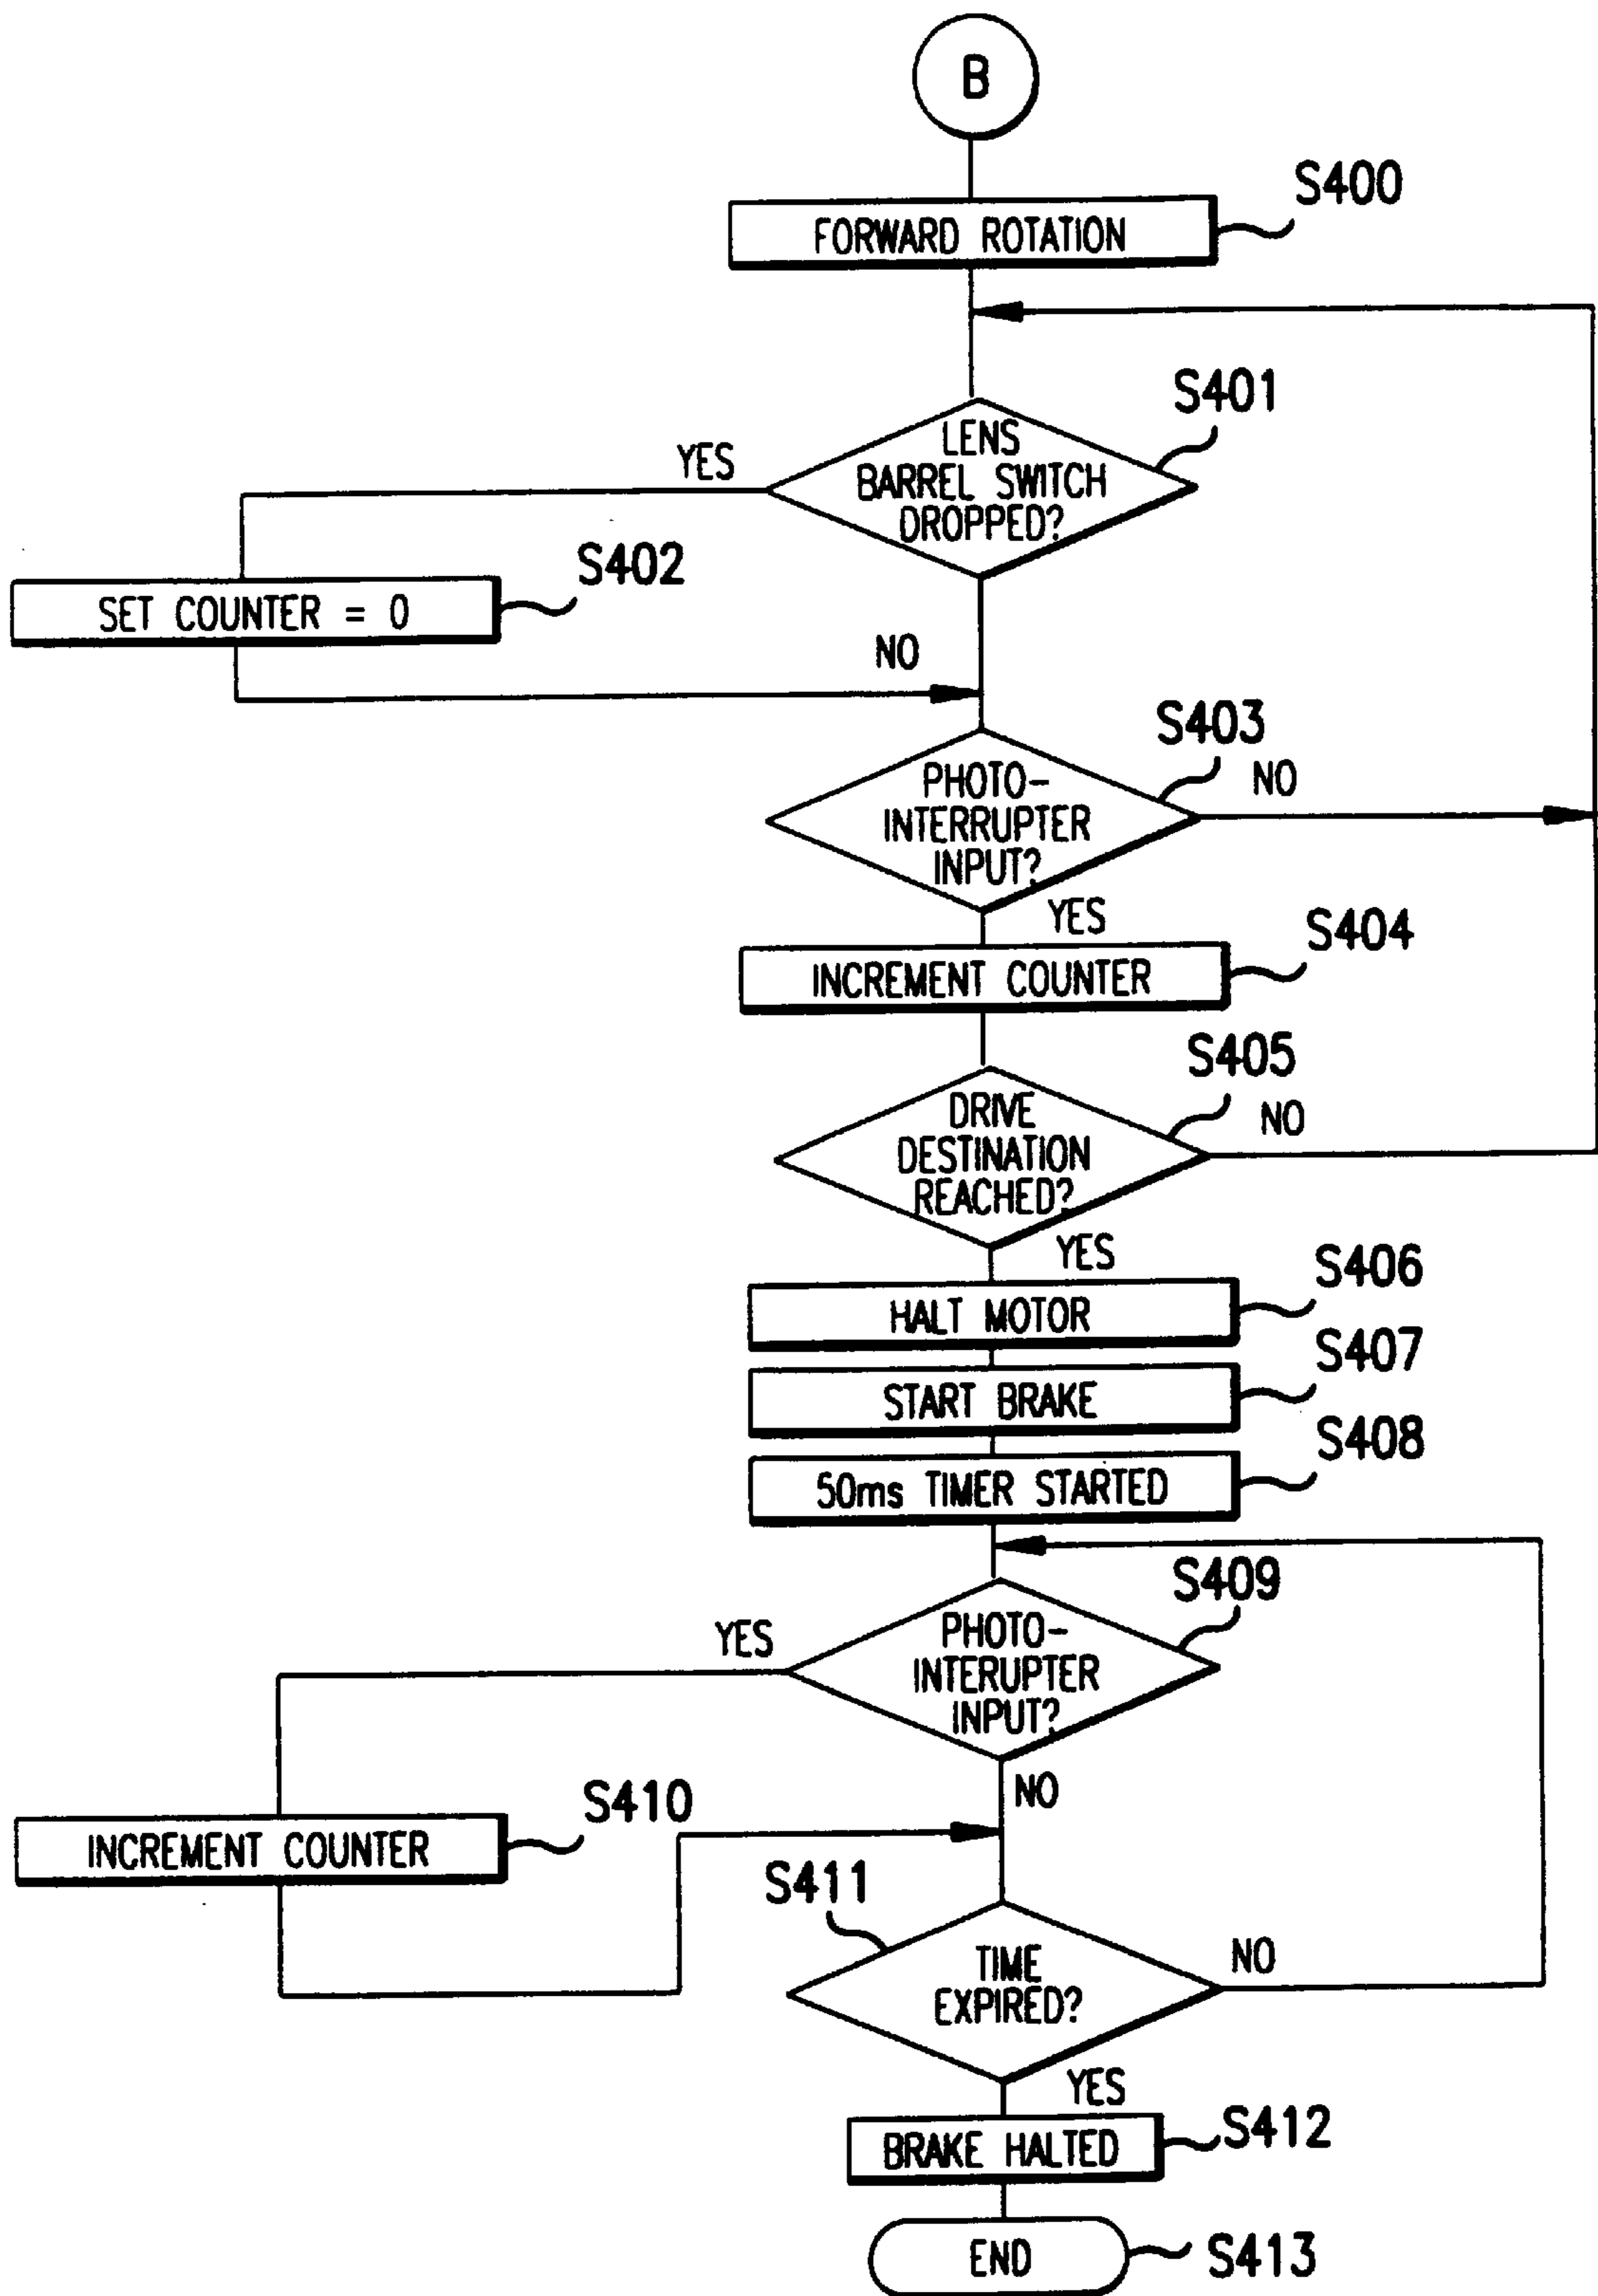 B
S400
FORWARD ROTATION
S401
LENS
BARREL SWITCH
DROPPED?
YES
S402
SET COUNTER = 0
NO
S403
PHOTO-
INTERRUPTER
INPUT?
NO
YES
S404
INCREMENT COUNTER
S405
DRIVE
DESTINATION
REACHED?
NO
YES
S406
HALT MOTOR
S407
START BRAKE
S408
50ms TIMER STARTED
S409
PHOTO-
INTERUPTER
INPUT?
YES
NO
S410
INCREMENT COUNTER
S411
TIME
EXPIRED?
NO
YES
S412
BRAKE HALTED
END
S413